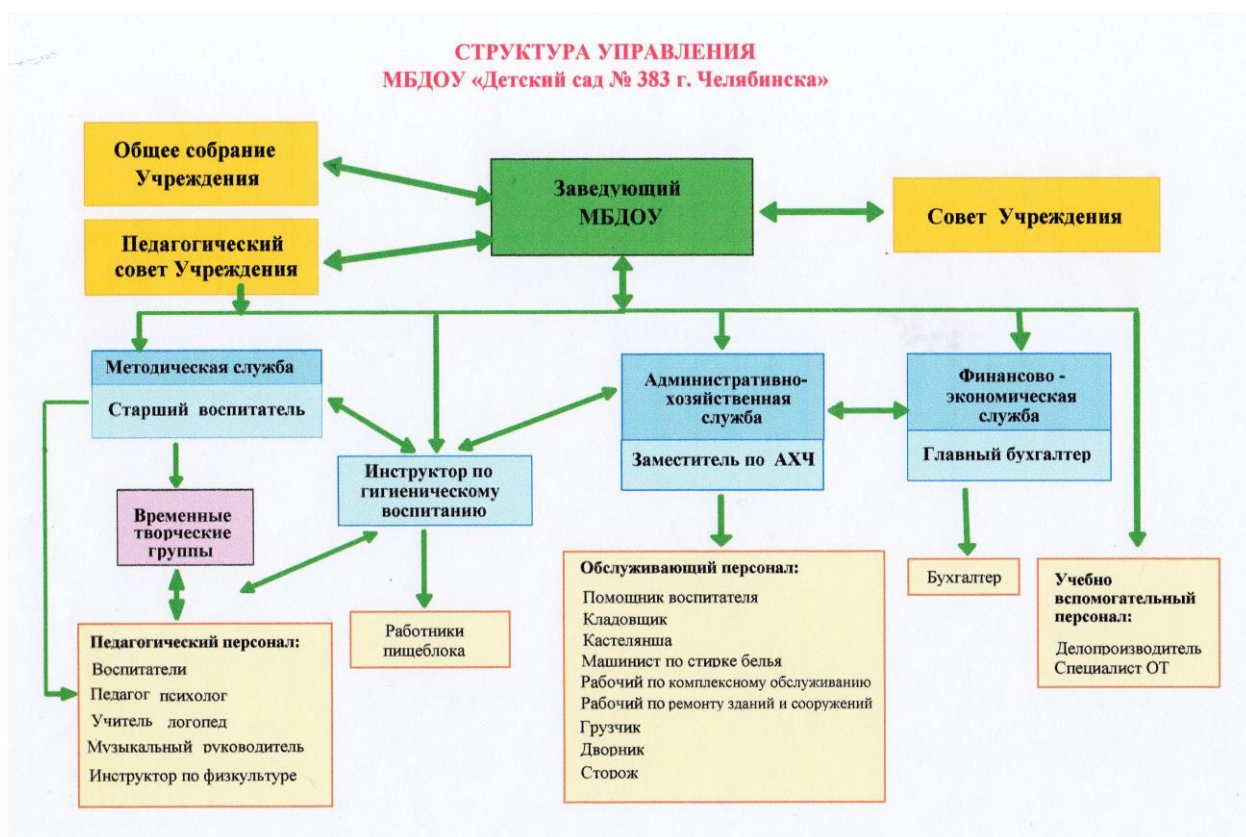 СТРУКТУРА УПРАВЛЕНИЯ
МБДОУ «Детский сад № 383 г. Челябинска»
Общее собрание
Учреждения
Заведующий
МБДОУ
Совет Учреждения
Педагогический
совет Учреждения
Методическая служба
Старший воспитатель
Административно-
хозяйственная
служба
Заместитель по АХЧ
Финансово -
экономическая
служба
Главный бухгалтер
Инструктор по
гигиеническому
воспитанию
Временные
творческие
группы
Педагогический персонал:
Воспитатели
Педагог психолог
Учитель логопед
Музыкальный руководитель
Инструктор по физкультуре
Работники
пищеблока
Обслуживающий персонал:
Помощник воспитателя
Кладовщик
Кастелянша
Машинист по стирке белья
Рабочий по комплексному обслуживанию
Рабочий по ремонту зданий и сооружений
Грузчик
Дворник
Сторож
Бухгалтер
Учебно
вспомогательный
персонал:
Делопроизводитель
Специалист ОТ